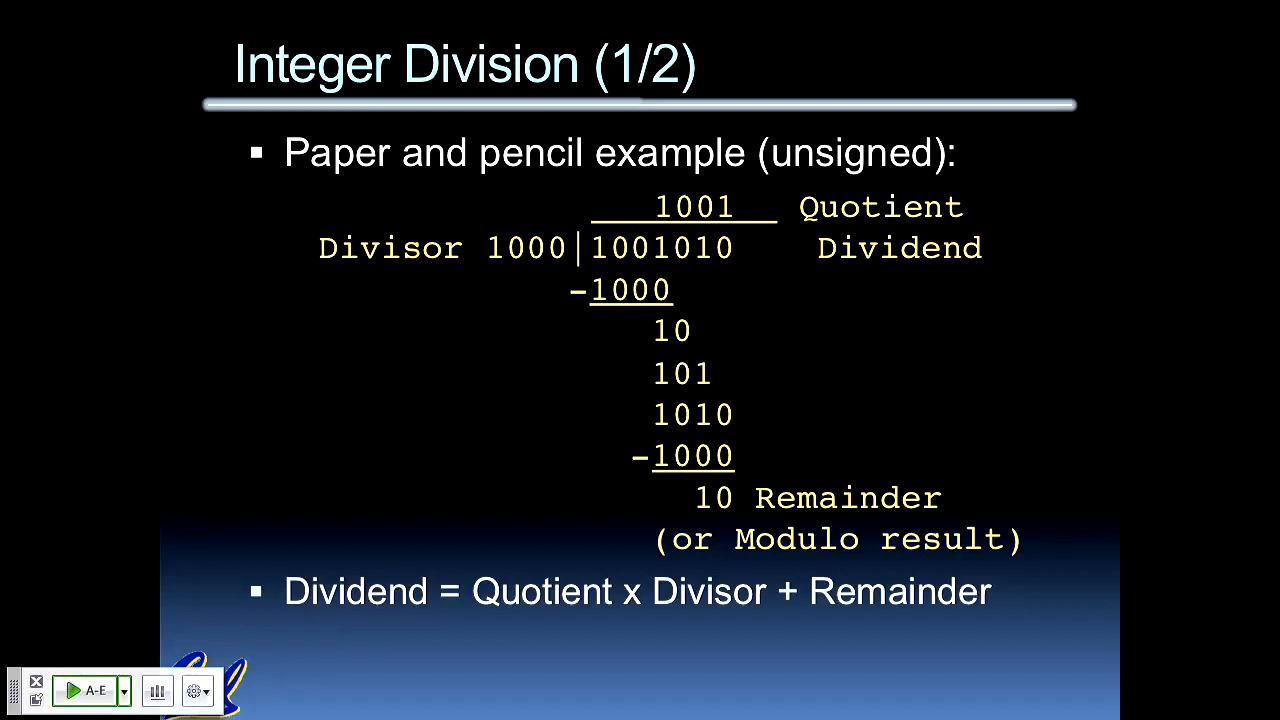 Integer Division (1/2)
▪ Paper and pencil example (unsigned):
1001 Quotient
Divisor 1000|1001010 Dividend
-1000
10
101
1010
-1000
10 Remainder
(or Modulo result)
▪ Dividend = Quotient x Divisor + Remainder
A-E